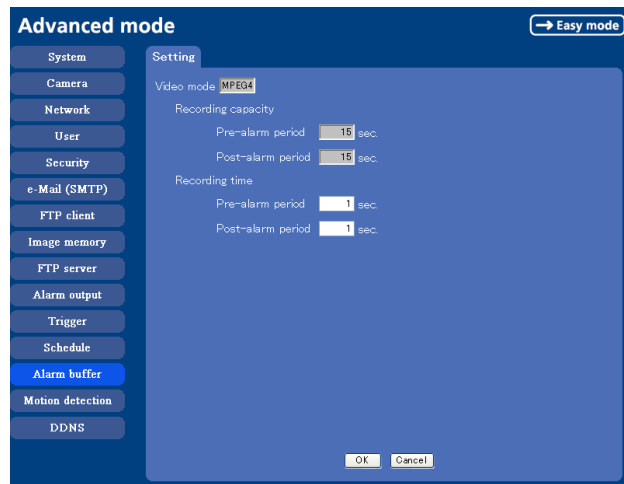 Advanced mode
→ Easy mode
System
Camera
Network
User
Security
e-Mail (SMTP)
FTP client
Image memory
FTP server
Alarm output
Trigger
Schedule
Alarm buffer
Motion detection
DDNS
Setting
Video mode MPEG4
Recording capacity
Pre-alarm period 15 sec.
Post-alarm period 15 sec.
Recording time
Pre-alarm period 1 sec.
Post-alarm period 1 sec.
OK Cancel